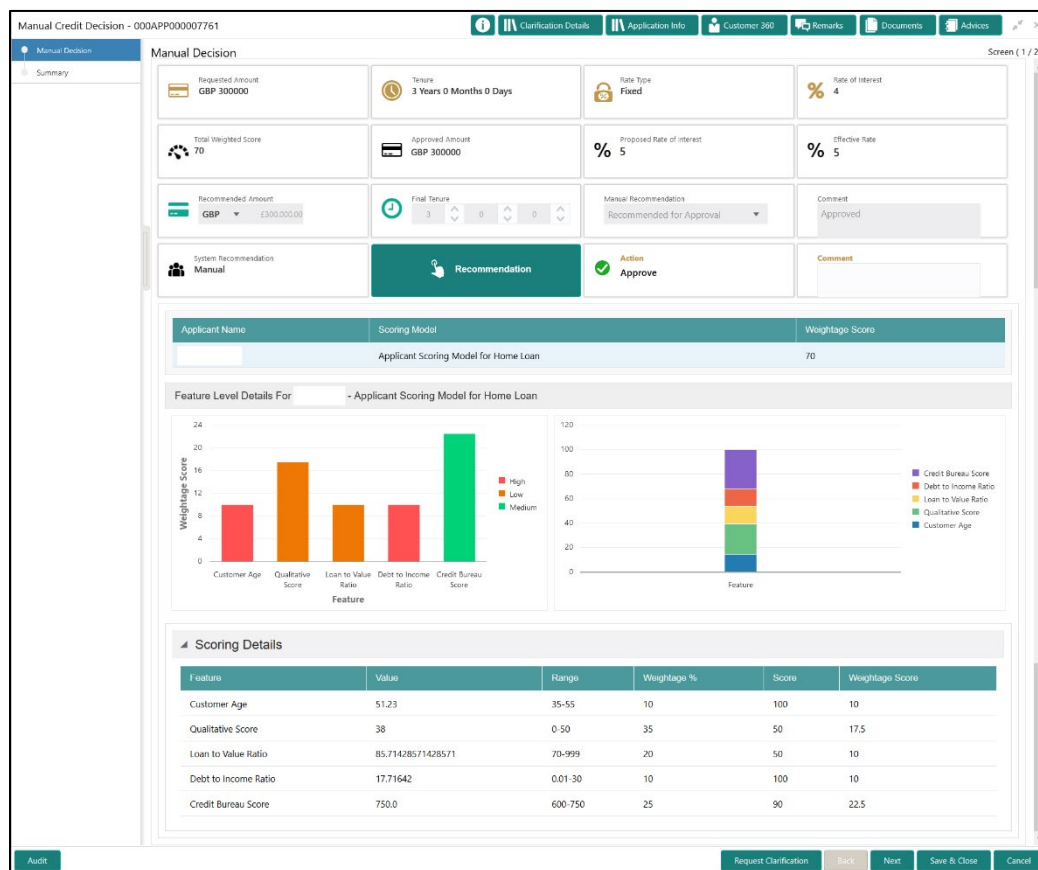 Manual Credit Decision - 000APP000007761
Clarification Details
Application Info
Customer 360
Remarks
Documents
Advices
Manual Decision
Summary
Manual Decision
Screen ( 1 / 2
Requested Amount
GBP 300000
Tenure
3 Years 0 Months 0 Days
Rate Type
Fixed
Rate of Interest
4
Total Weighted Score
70
Approved Amount
GBP 300000
Proposed Rate of Interest
5
Effective Rate
5
Recommended Amount
GBP £300,000.00
Final Tenure
3 0 0
Manual Recommendation
Recommended for Approval
Comment
Approved
System Recommendation
Manual
Recommendation
Action
Approve
Comment
Applicant Name Scoring Model Weightage Score
Applicant Scoring Model for Home Loan 70
Feature Level Details For - Applicant Scoring Model for Home Loan
24
20
16
12
8
4
0
Weightage Score
Customer Age
Qualitative Score
Loan to Value Ratio
Debt to Income Ratio
Credit Bureau Score
Feature
High
Low
Medium
120
100
80
60
40
20
0
Feature
Credit Bureau Score
Debt to Income Ratio
Loan to Value Ratio
Qualitative Score
Customer Age
Scoring Details
Feature Value Range Weightage % Score Weightage Score
Customer Age 51.23 35-55 10 100 10
Qualitative Score 38 0-50 35 50 17.5
Loan to Value Ratio 85.71428571428571 70-999 20 50 10
Debt to Income Ratio 17.71642 0.01-30 10 100 10
Credit Bureau Score 750.0 600-750 25 90 22.5
Audit
Request Clarification
Back
Next
Save & Close
Cancel